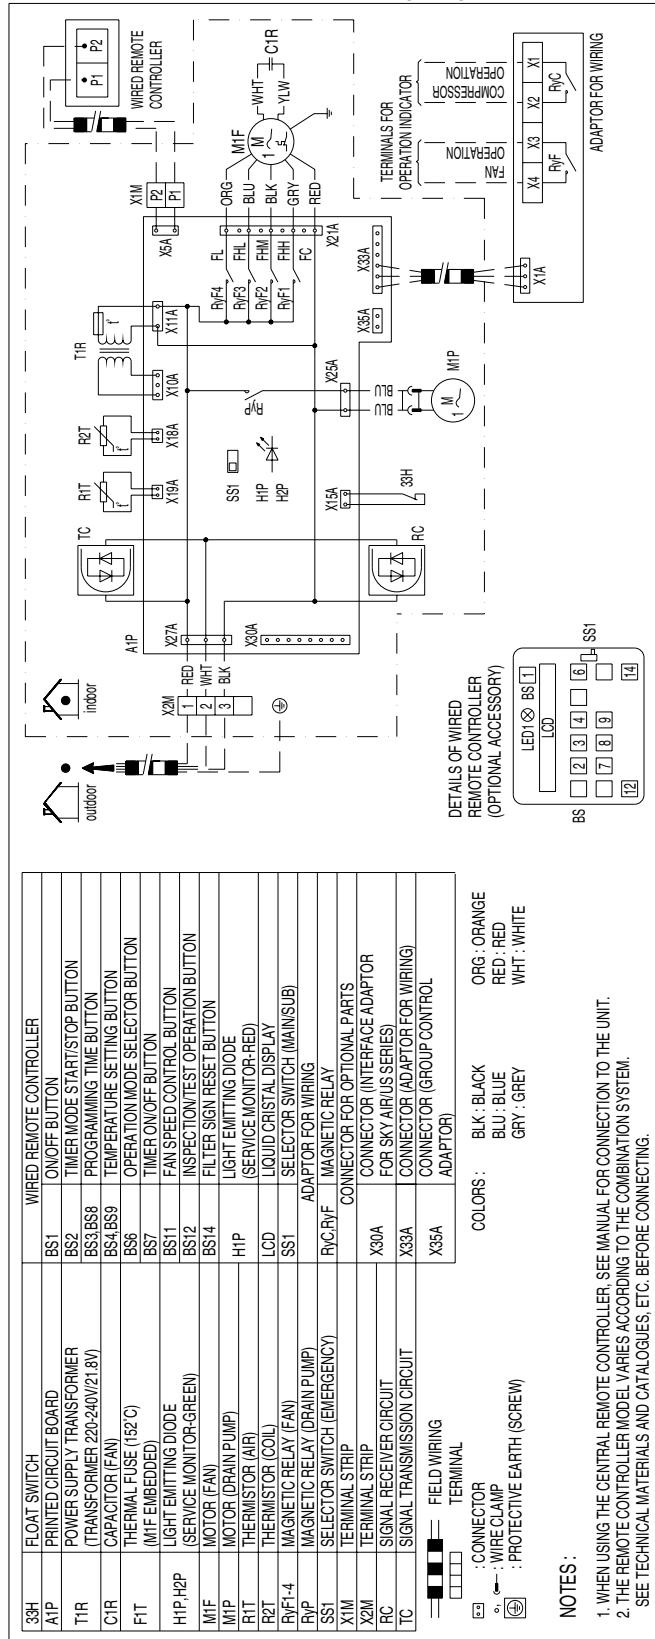 33H FLOAT SWITCH
A1P PRINTED CIRCUIT BOARD
T1R POWER SUPPLY TRANSFORMER
(TRANSFORMER 220-240V/21.8V)
C1R CAPACITOR (FAN)
F1T THERMAL FUSE (152˚C)
(M1F EMBEDDED)
H1P,H2P LIGHT EMITTING DIODE
(SERVICE MONITOR-GREEN)
M1F MOTOR (FAN)
M1P MOTOR (DRAIN PUMP)
R1T THERMISTOR (AIR)
R2T THERMISTOR (COIL)
RyF1-4 MAGNETIC RELAY (FAN)
RyP MAGNETIC RELAY (DRAIN PUMP)
SS1 SELECTOR SWITCH (EMERGENCY)
X1M TERMINAL STRIP
X2M TERMINAL STRIP
RC SIGNAL RECEIVER CIRCUIT
TC SIGNAL TRANSMISSION CIRCUIT
WIRED REMOTE CONTROLLER
BS1 ON/OFF BUTTON
BS2 TIMER MODE START/STOP BUTTON
BS3,BS8 PROGRAMMING TIME BUTTON
BS4,BS9 TEMPERATURE SETTING BUTTON
BS6 OPERATION MODE SELECTOR BUTTON
BS7 TIMER ON/OFF BUTTON
BS11 FAN SPEED CONTROL BUTTON
BS12 INSPECTION/TEST OPERATION BUTTON
BS14 FILTER SIGN RESET BUTTON
H1P LIGHT EMITTING DIODE
(SERVICE MONITOR-RED)
LCD LIQUID CRISTAL DISPLAY
SS1 SELECTOR SWITCH (MAIN/SUB)
ADAPTOR FOR WIRING
RyC,RyF MAGNETIC RELAY
CONNECTOR FOR OPTIONAL PARTS
X30A CONNECTOR (INTERFACE ADAPTOR
FOR SKY AIR/US SERIES)
X33A CONNECTOR (ADAPTOR FOR WIRING)
X35A CONNECTOR (GROUP CONTROL
ADAPTOR)
FIELD WIRING
TERMINAL
: CONNECTOR
: WIRE CLAMP
: PROTECTIVE EARTH (SCREW)
COLORS : BLK : BLACK ORG : ORANGE
BLU : BLUE RED : RED
GRY : GREY WHT : WHITE
NOTES :
1. WHEN USING THE CENTRAL REMOTE CONTROLLER, SEE MANUAL FOR CONNECTION TO THE UNIT.
2. THE REMOTE CONTROLLER MODEL VARIES ACCORDING TO THE COMBINATION SYSTEM.
SEE TECHNICAL MATERIALS AND CATALOGUES, ETC. BEFORE CONNECTING.
outdoor
indoor
X2M
1 2 3
RED
WHT
BLK
A1P
X27A
X30A
TC
RC
R1T
t˚
X19A
R2T
t˚
X18A
T1R
t˚
X10A
X11A
SS1
H1P
H2P
RyP
X15A
33H
X25A
BLU
BLU
M
1
M1P
X35A
X33A
X5A
X1M
P2
P1
WIRED REMOTE
CONTROLLER
P1
P2
RyF4 FL
RyF3 FHL
RyF2 FHM
RyF1 FHH
FC
X21A
ORG
BLU
BLK
GRY
RED
M1F
M
1
WHT
YLW
C1R
TERMINALS FOR
OPERATION INDICATOR
FAN
OPERATION
COMPRESSOR
OPERATION
X4 X3 X2 X1
RyF
RyC
X1A
ADAPTOR FOR WIRING
DETAILS OF WIRED
REMOTE CONTROLLER
(OPTIONAL ACCESSORY)
LED1 BS 1
LCD
BS
2 3 4 6
7 8 9
12 14
SS1